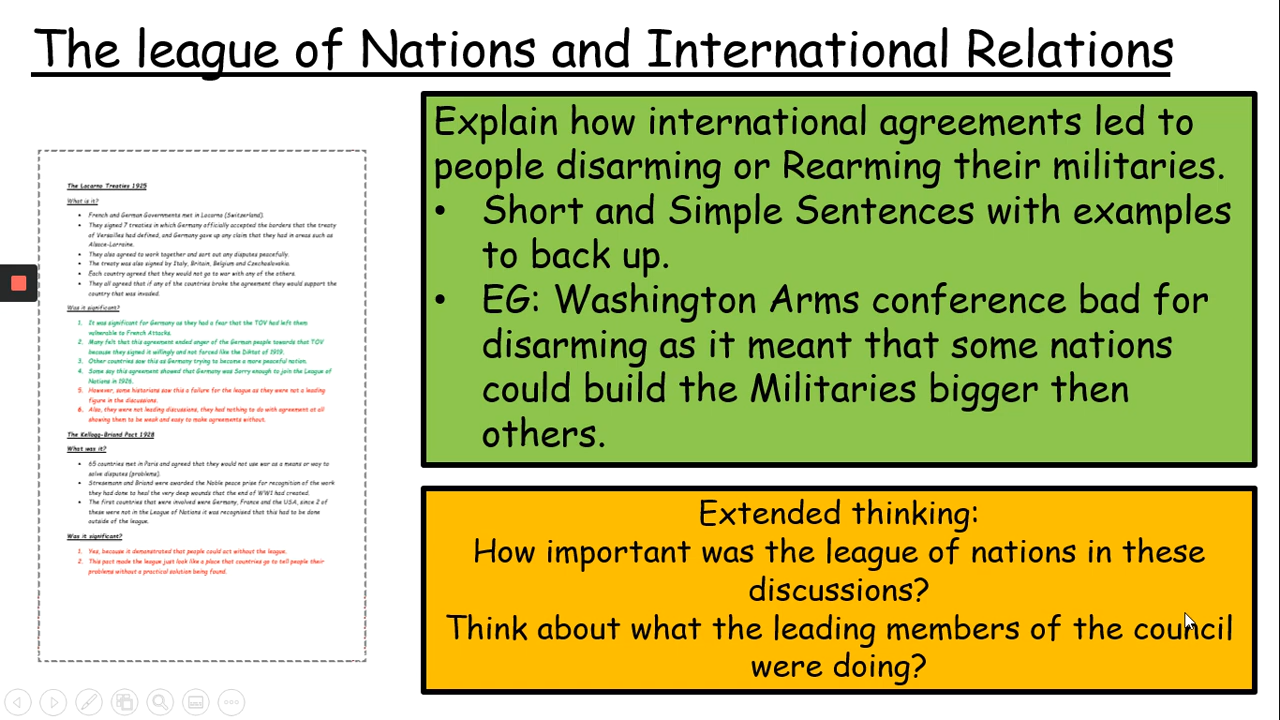 The league of Nations and International Relations
The Locarno Treaties 1925
What is it?
• French and German Governments met in Locarno (Switzerland).
• They signed 7 treaties in which Germany officially accepted the borders that the treaty
of Versailles had defined, and Germany gave up any claim that they had in areas such as
Alsace-Lorraine.
• They also agreed to work together and sort out any disputes peacefully.
• The treaty was also signed by Italy, Britain, Belgium and Czechoslovakia.
• Each country agreed that they would not go to war with any of the others.
• They all agreed that if any of the countries broke the agreement they would support the
country that was invaded.
Was it significant?
1. It was significant for Germany as they had a fear that the TOV had left them
vulnerable to French Attacks.
2. Many felt that this agreement ended anger of the German people towards that TOV
because they signed it willingly and not forced like the Diktat of 1919.
3. Other countries saw this as Germany trying to become a more peaceful nation.
4. Some say this agreement showed that Germany was Sorry enough to join the League of
Nations in 1926.
5. However, some historians saw this a failure for the league as they were not a leading
figure in the discussions.
6. Also, they were not leading discussions, they had nothing to do with agreement at all
showing them to be weak and easy to make agreements without.
The Kellogg-Briand Pact 1928
What was it?
• 65 countries met in Paris and agreed that they would not use war as a means or way to
solve disputes (problems).
• Stresemann and Briand were awarded the Noble peace prise for recognition of the work
they had done to heal the very deep wounds that the end of WW1 had created.
• The first countries that were involved were Germany, France and the USA, since 2 of
these were not in the League of Nations it was recognised that this had to be done
outside of the league.
Was it significant?
1. Yes, because it demonstrated that people could act without the league.
2. This pact made the league just look like a place that countries go to tell people their
problems without a practical solution being found.
Explain how international agreements led to
people disarming or Rearming their militaries.
• Short and Simple Sentences with examples
to back up.
• EG: Washington Arms conference bad for
disarming as it meant that some nations
could build the Militaries bigger then
others.
Extended thinking:
How important was the league of nations in these
discussions?
Think about what the leading members of the council
were doing?